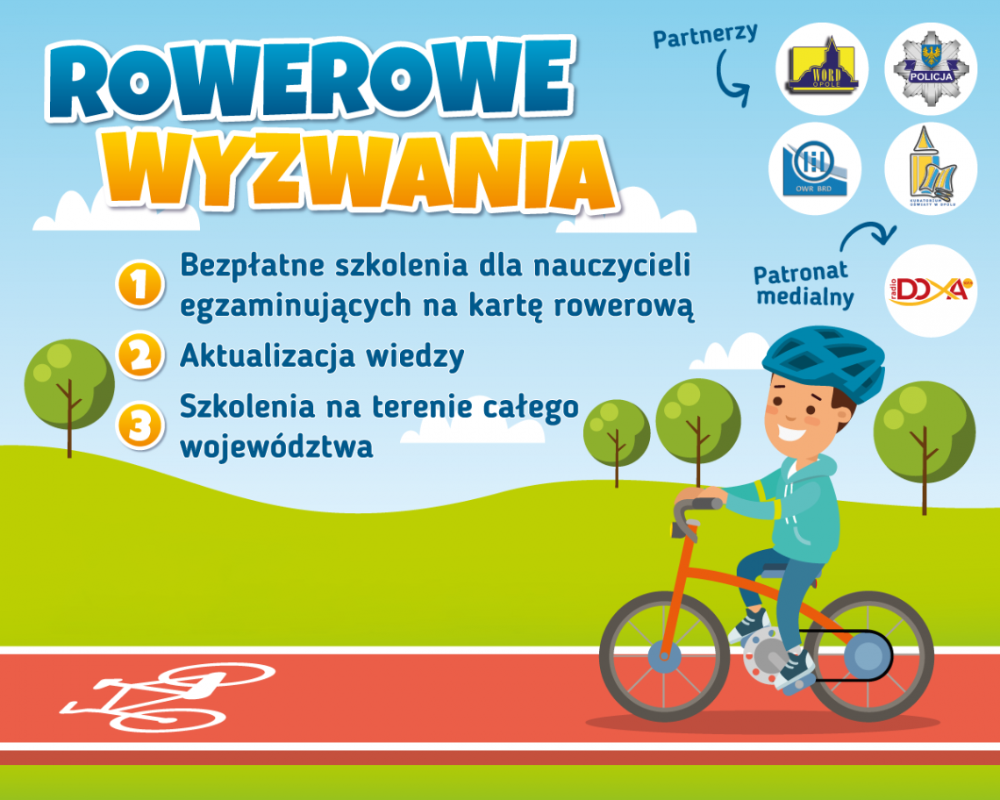 ROWEROWE
WYZWANIA
Partnerzy
WORD
OPOLE
POLICJA
OWR BRD
KURATORIUM
OŚWIATY W OPOLU
Patronat
medialny
radio
DOXA
1
Bezpłatne szkolenia dla nauczycieli
egzaminujących na kartę rowerową
2
Aktualizacja wiedzy
3
Szkolenia na terenie całego
województwa